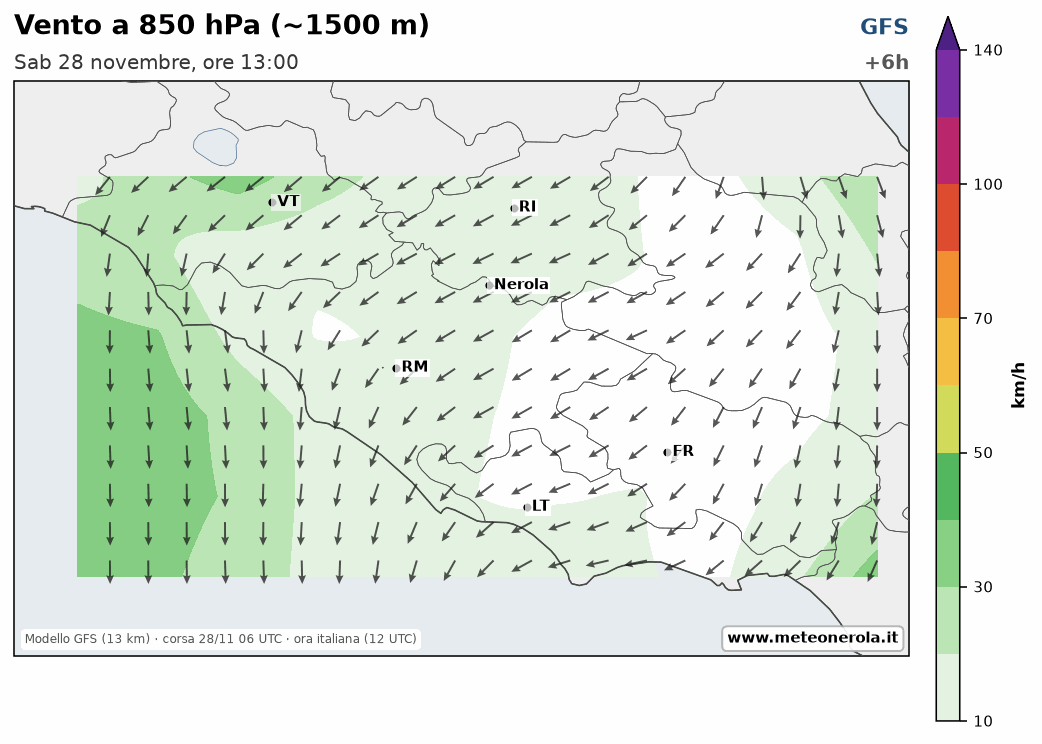 Vento a 850 hPa (~1500 m)
GFS
Sab 28 novembre, ore 13:00
+6h
140
100
70
50
30
10
km/h
VT
RI
Nerola
RM
FR
LT
Modello GFS (13 km) · corsa 28/11 06 UTC · ora italiana (12 UTC)
www.meteonerola.it